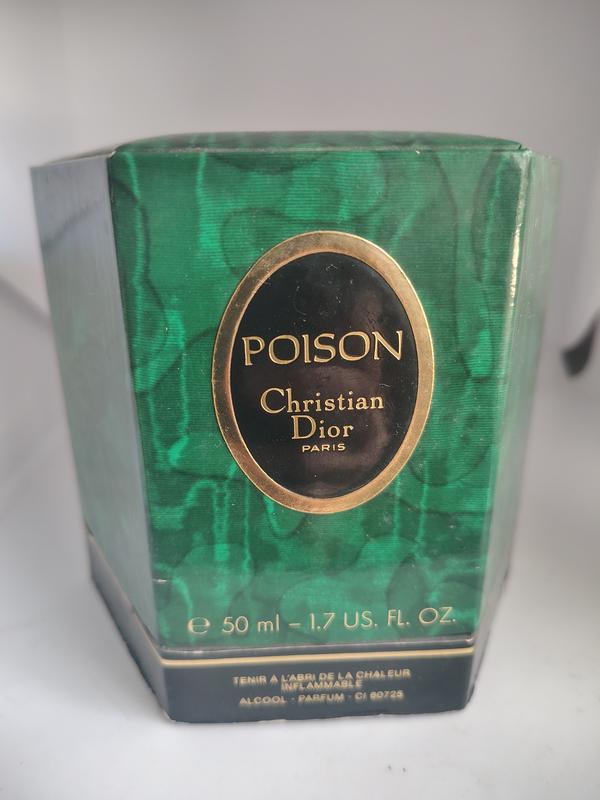 POISON
Christian
Dior
PARIS
℮ 50 ml – 1.7 US. FL. OZ.
TENIR A L'ABRI DE LA CHALEUR
INFLAMMABLE
ALCOOL - PARFUM - CI 60725